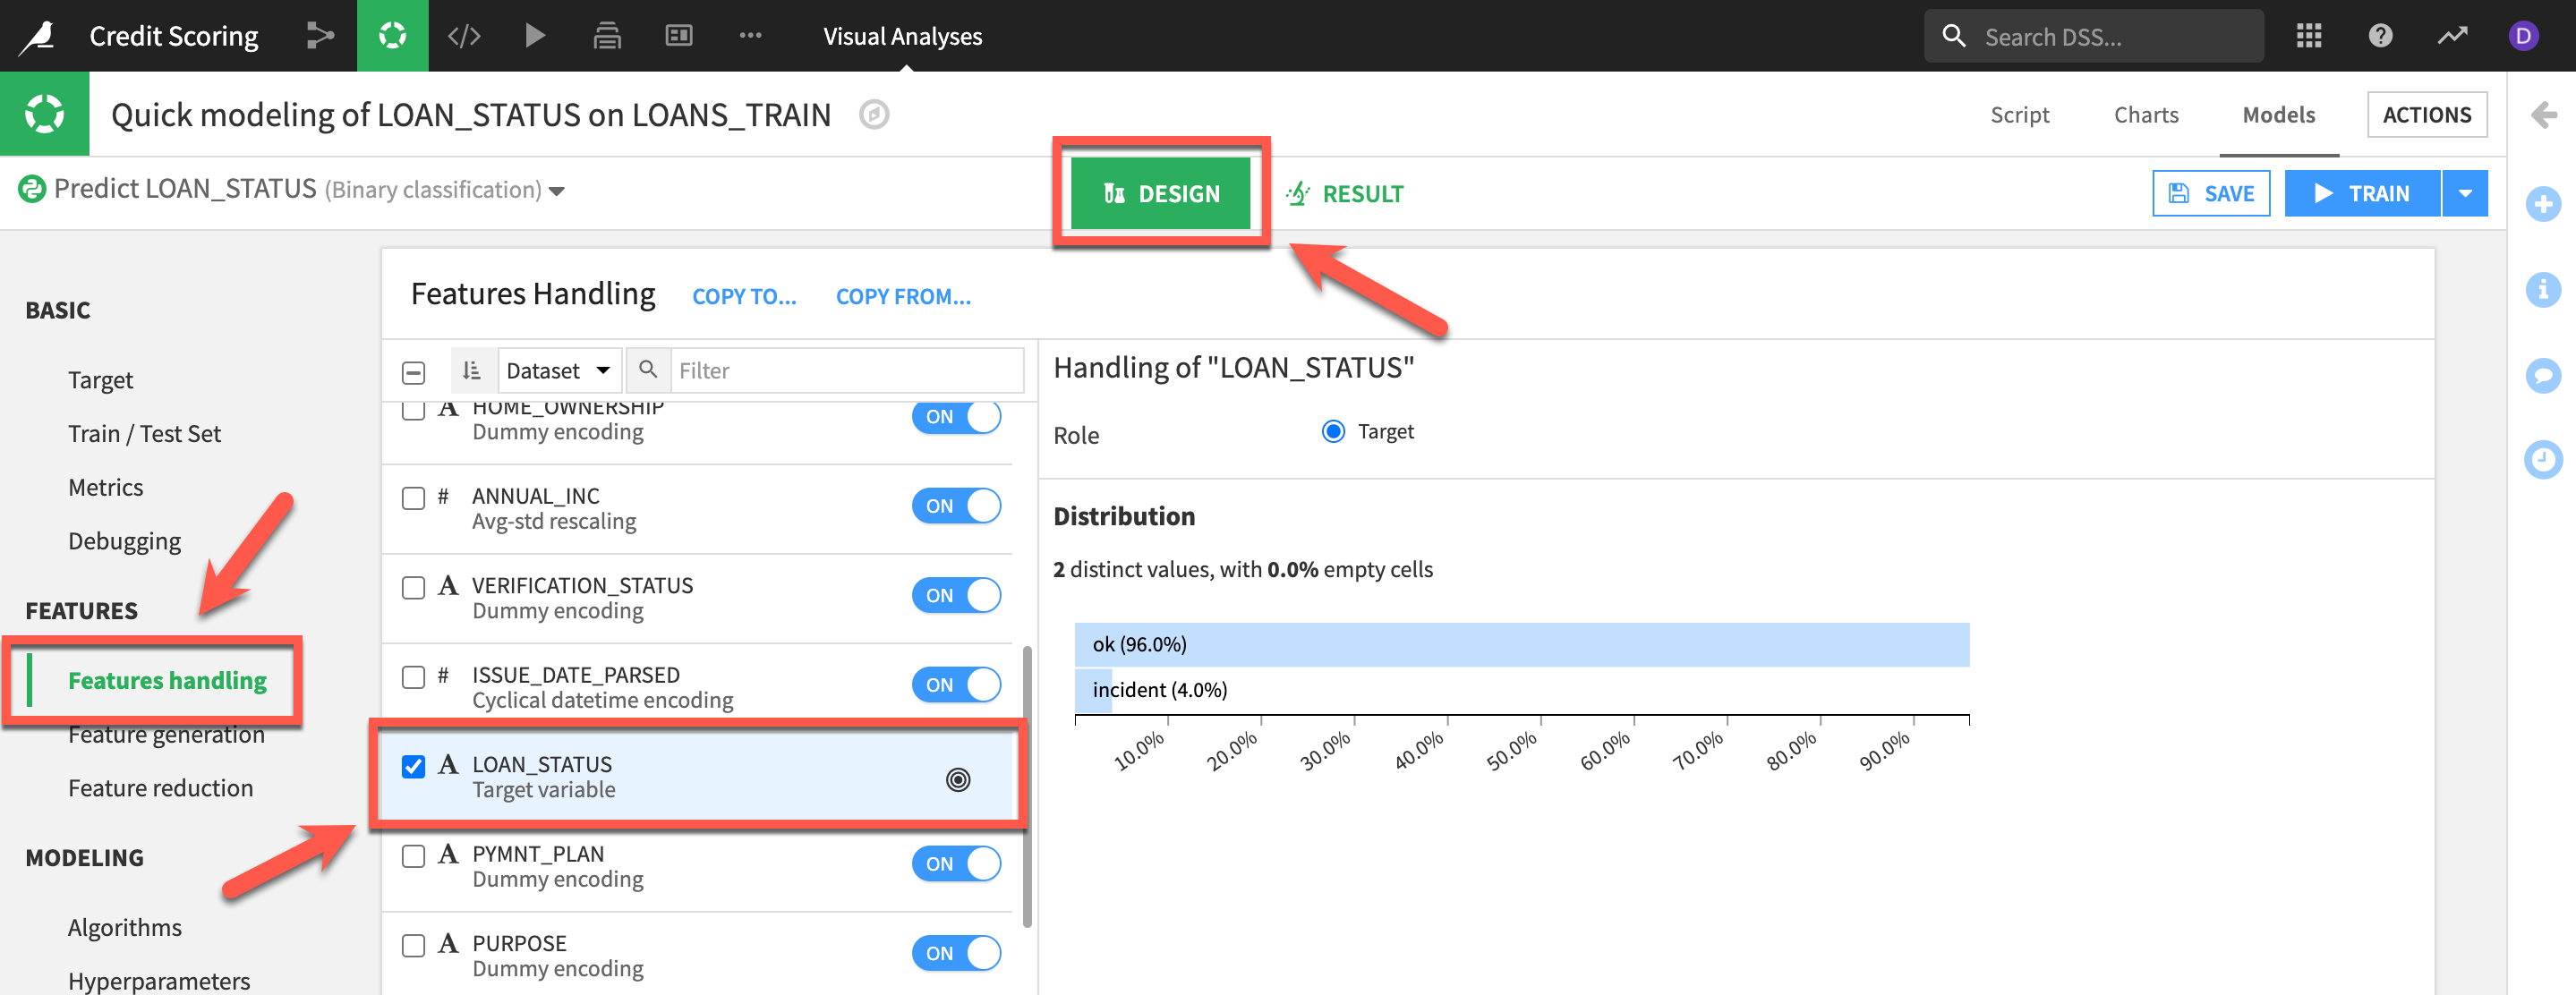 Credit Scoring
Visual Analyses
Search DSS...
D
Quick modeling of LOAN_STATUS on LOANS_TRAIN
Script
Charts
Models
ACTIONS
Predict LOAN_STATUS (Binary classification)
DESIGN
RESULT
SAVE
TRAIN
BASIC
Target
Train / Test Set
Metrics
Debugging
FEATURES
Features handling
Feature generation
Feature reduction
MODELING
Algorithms
Hyperparameters
Features Handling
COPY TO...
COPY FROM...
Dataset
Filter
A HOME_OWNERSHIP
Dummy encoding
ON
# ANNUAL_INC
Avg-std rescaling
ON
A VERIFICATION_STATUS
Dummy encoding
ON
# ISSUE_DATE_PARSED
Cyclical datetime encoding
ON
A LOAN_STATUS
Target variable
A PYMNT_PLAN
Dummy encoding
ON
A PURPOSE
Dummy encoding
ON
Handling of "LOAN_STATUS"
Role
Target
Distribution
2 distinct values, with 0.0% empty cells
ok (96.0%)
incident (4.0%)
10.0%
20.0%
30.0%
40.0%
50.0%
60.0%
70.0%
80.0%
90.0%